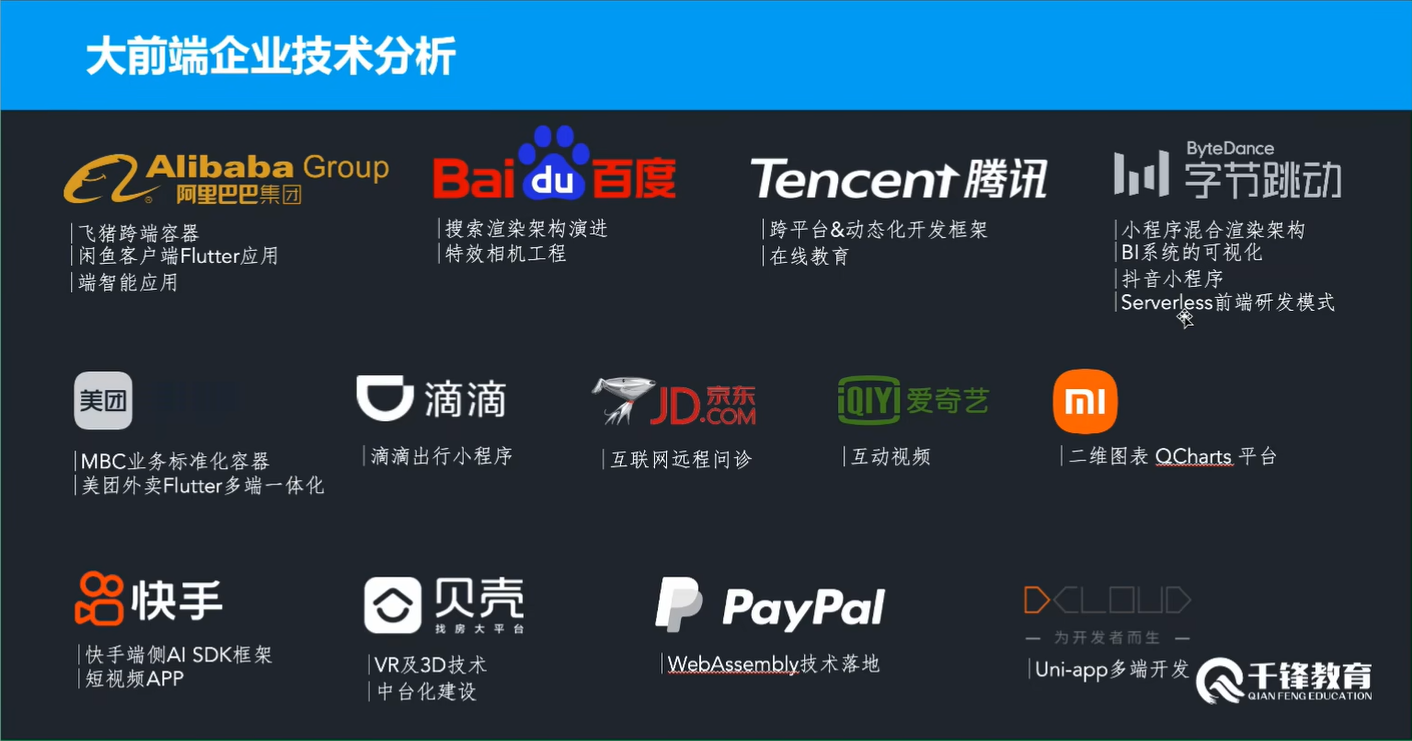 大前端企业技术分析
Alibaba Group
阿里巴巴集团
飞猪跨端容器
闲鱼客户端Flutter应用
端智能应用
Bai du 百度
搜索渲染架构演进
特效相机工程
Tencent 腾讯
跨平台&动态化开发框架
在线教育
ByteDance
字节跳动
小程序混合渲染架构
BI系统的可视化
抖音小程序
Serverless前端研发模式
美团
MBC业务标准化容器
美团外卖Flutter多端一体化
滴滴
滴滴出行小程序
JD.COM 京东
互联网远程问诊
iQIYI 爱奇艺
互动视频
mi
二维图表 QCharts 平台
快手
快手端侧AI SDK框架
短视频APP
贝壳
找房大平台
VR及3D技术
中台化建设
PayPal
WebAssembly技术落地
DCLOUD
— 为开发者而生 —
Uni-app多端开发
千锋教育
QIAN FENG EDUCATION